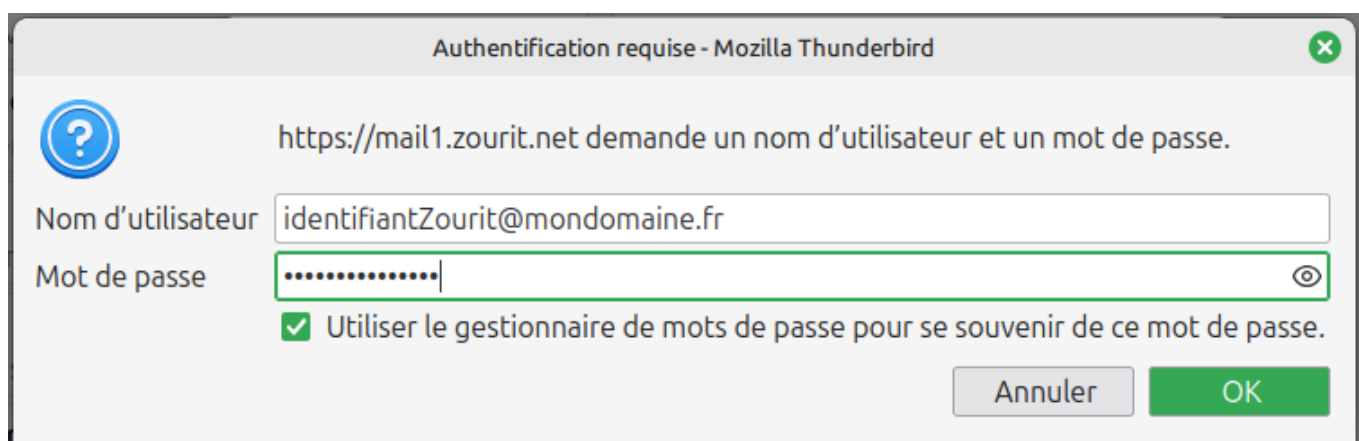 Authentification requise - Mozilla Thunderbird
https://mail1.zourit.net demande un nom d’utilisateur et un mot de passe.
Nom d’utilisateur identifiantZourit@mondomaine.fr
Mot de passe •••••••••••••••
Utiliser le gestionnaire de mots de passe pour se souvenir de ce mot de passe.
Annuler OK